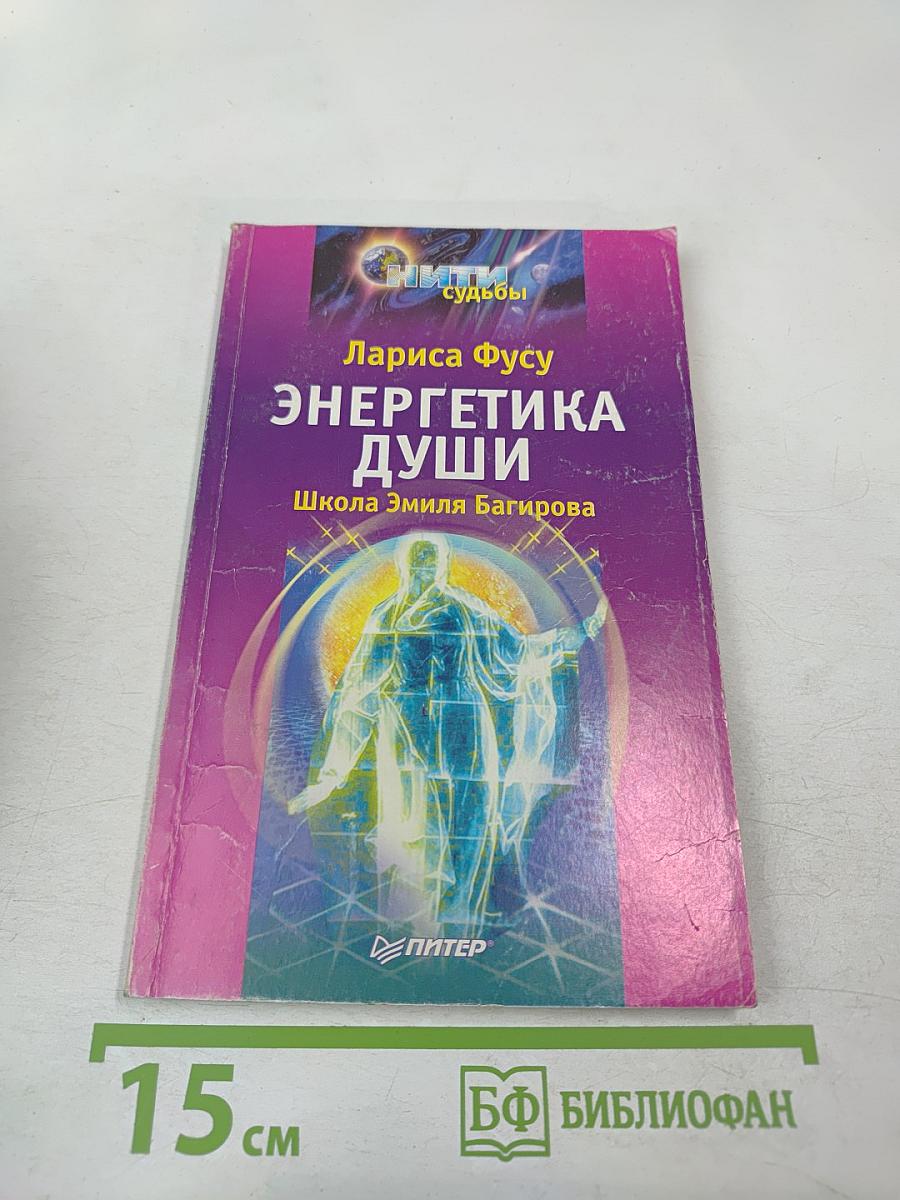 НИТИ
судьбы
Лариса Фусу
ЭНЕРГЕТИКА
ДУШИ
Школа Эмиля Багирова
ПИТЕР®
15 см
БФ БИБЛИОФАН